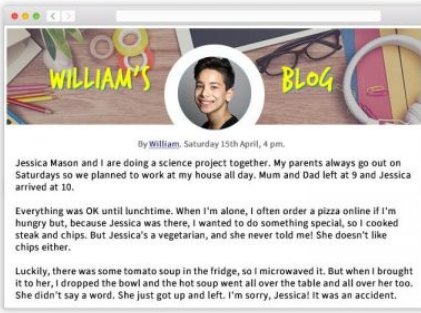 WILLIAM'S BLOG
By William. Saturday 15th April, 4 pm.
Jessica Mason and I are doing a science project together. My parents always go out on
Saturdays so we planned to work at my house all day. Mum and Dad left at 9 and Jessica
arrived at 10.
Everything was OK until lunchtime. When I'm alone, I often order a pizza online if I'm
hungry but, because Jessica was there, I wanted to do something special, so I cooked
steak and chips. But Jessica's a vegetarian, and she never told me! She doesn't like
chips either.
Luckily, there was some tomato soup in the fridge, so I microwaved it. But when I brought
it to her, I dropped the bowl and the hot soup went all over the table and all over her too.
She didn't say a word. She just got up and left. I'm sorry, Jessica! It was an accident.